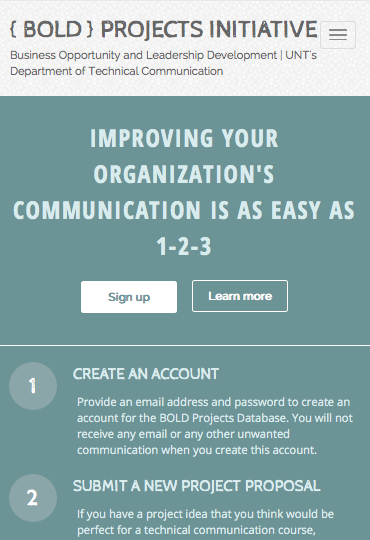 { BOLD } PROJECTS INITIATIVE
Business Opportunity and Leadership Development | UNT's
Department of Technical Communication
IMPROVING YOUR
ORGANIZATION'S
COMMUNICATION IS AS EASY AS
1-2-3
Sign up
Learn more
1
CREATE AN ACCOUNT
Provide an email address and password to create an
account for the BOLD Projects Database. You will not
receive any email or any other unwanted
communication when you create this account.
2
SUBMIT A NEW PROJECT PROPOSAL
If you have a project idea that you think would be
perfect for a technical communication course,